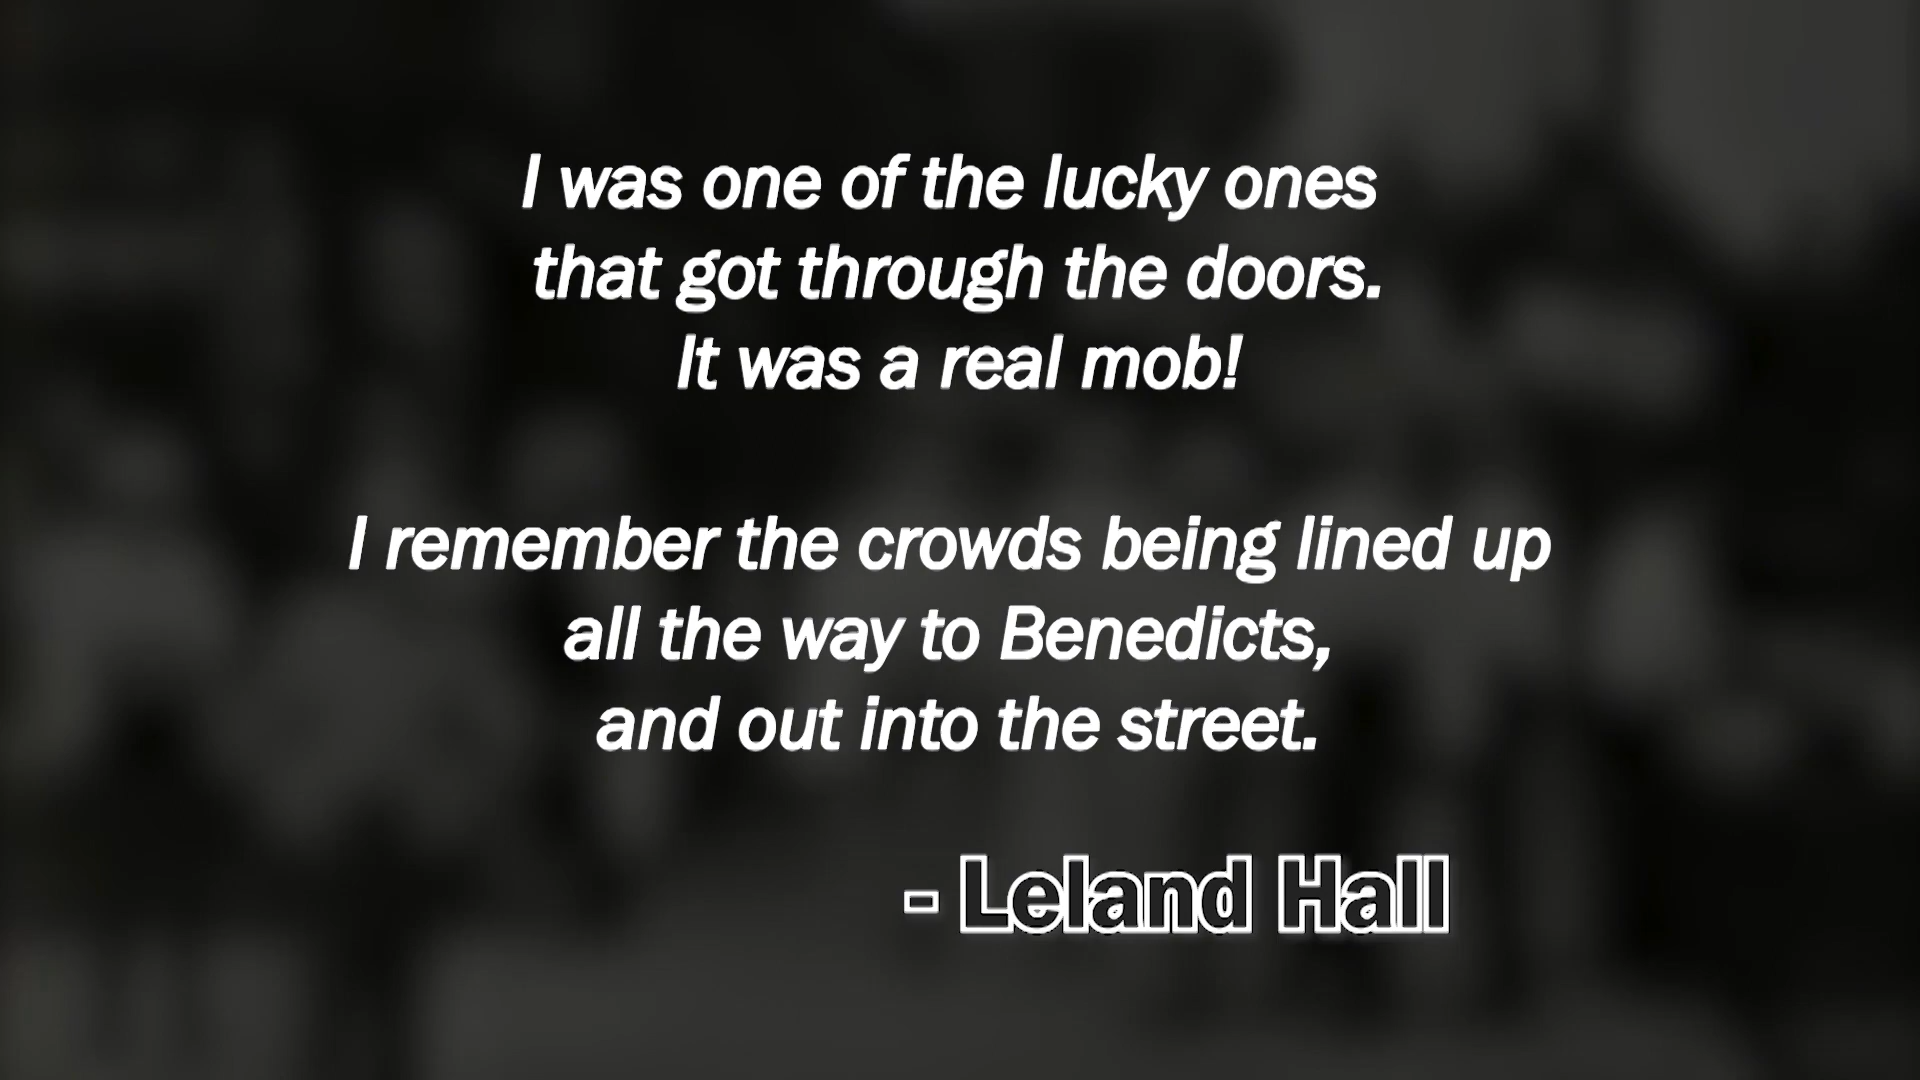 I was one of the lucky ones
that got through the doors.
It was a real mob!
I remember the crowds being lined up
all the way to Benedicts,
and out into the street.
- Leland Hall